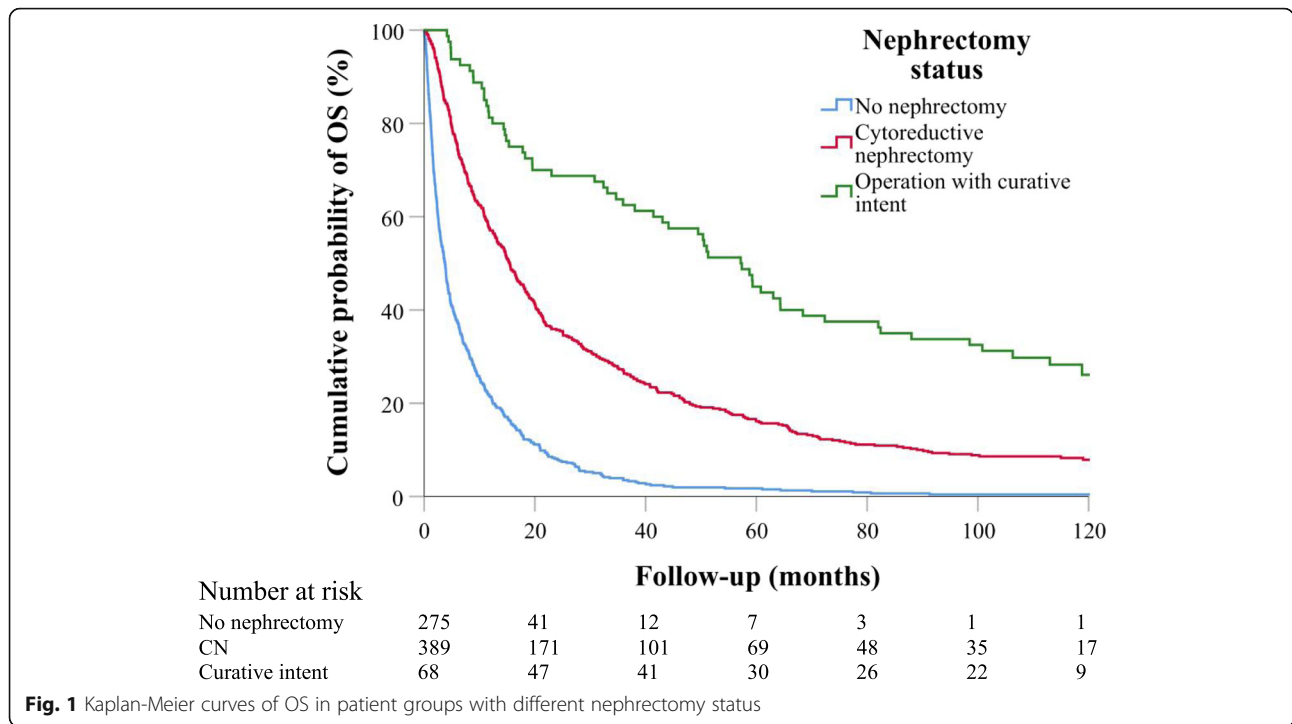 Nephrectomy
status
No nephrectomy
Cytoreductive
nephrectomy
Operation with curative
intent
Cumulative probability of OS (%)
100
80
60
40
20
0
0 20 40 60 80 100 120
Follow-up (months)
Number at risk
No nephrectomy 275 41 12 7 3 1 1
CN 389 171 101 69 48 35 17
Curative intent 68 47 41 30 26 22 9
Fig. 1 Kaplan-Meier curves of OS in patient groups with different nephrectomy status